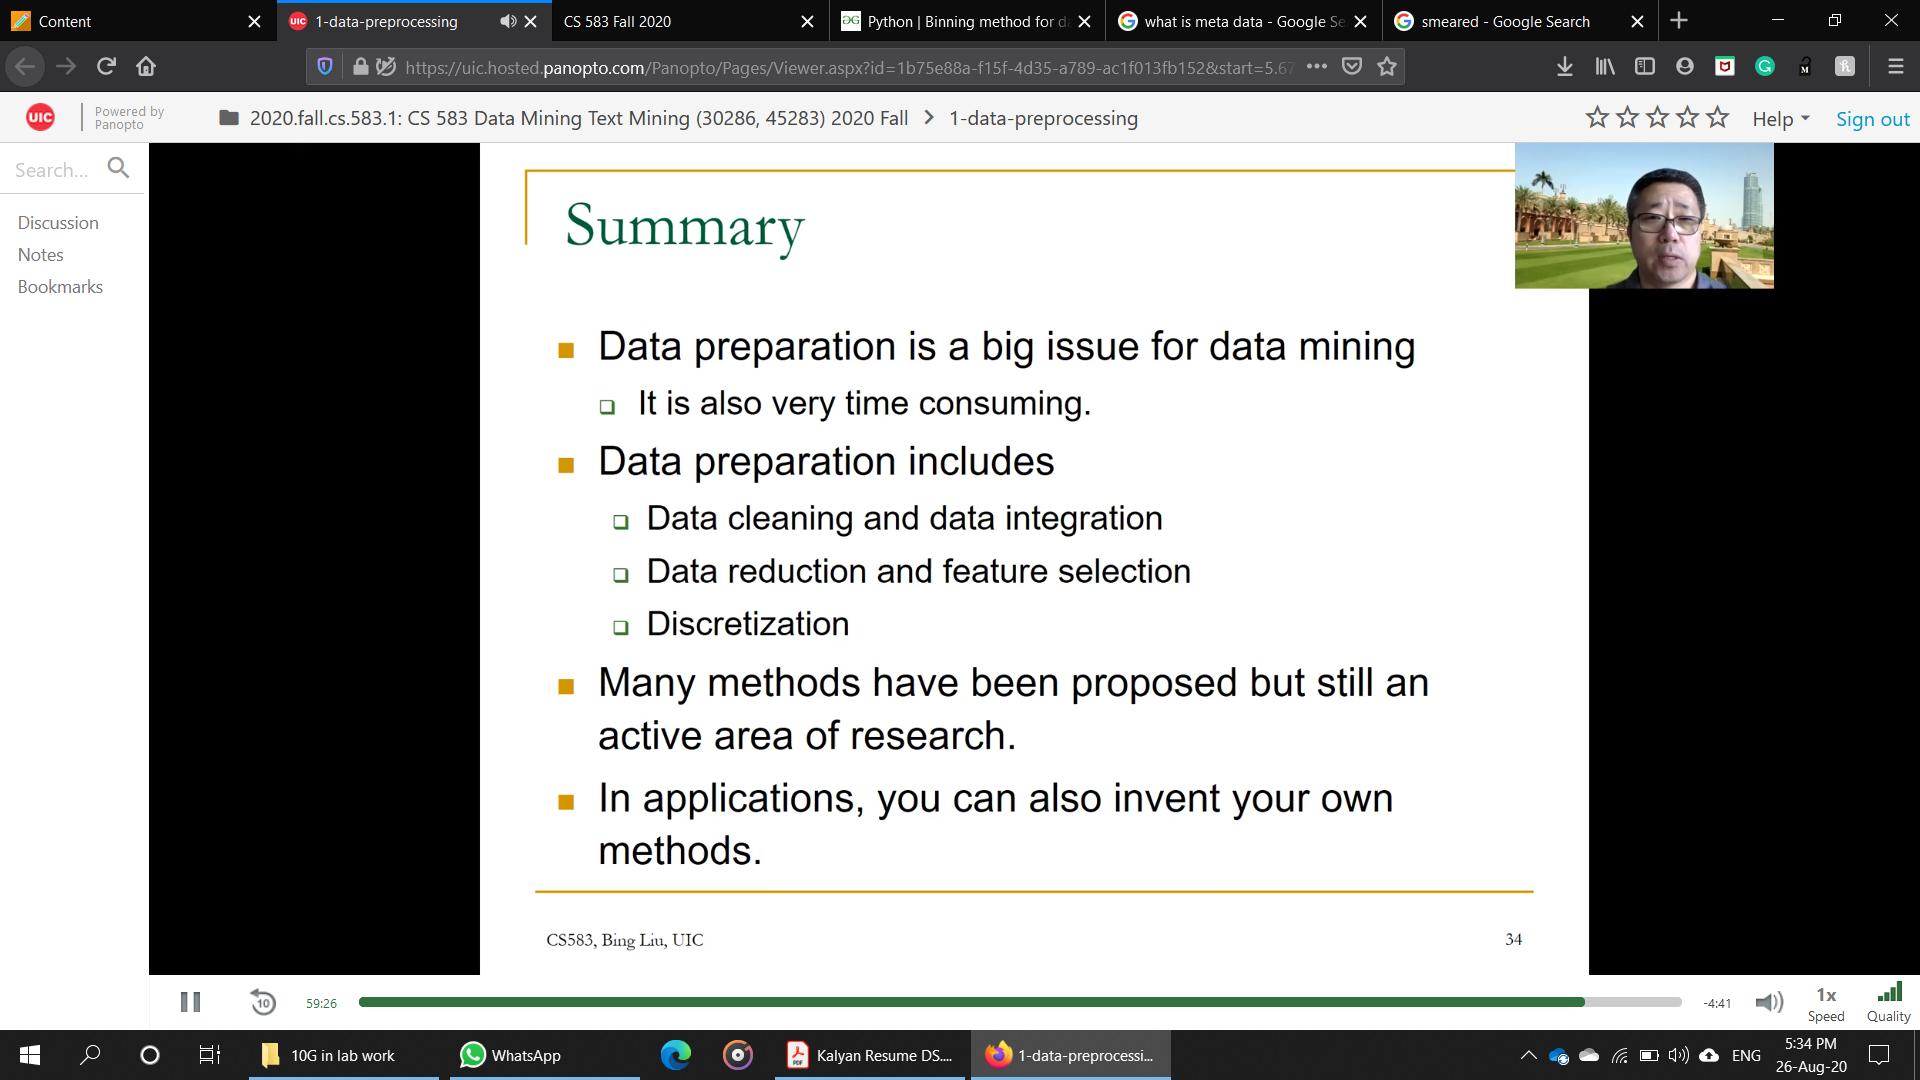 Content
1-data-preprocessing
CS 583 Fall 2020
Python | Binning method for d
what is meta data - Google Se
smeared - Google Search
https://uic.hosted.panopto.com/Panopto/Pages/Viewer.aspx?id=1b75e88a-f15f-4d35-a789-ac1f013fb152&start=5.67
UIC
Powered by
Panopto
2020.fall.cs.583.1: CS 583 Data Mining Text Mining (30286, 45283) 2020 Fall > 1-data-preprocessing
Help
Sign out
Search...
Discussion
Notes
Bookmarks
Summary
Data preparation is a big issue for data mining
It is also very time consuming.
Data preparation includes
Data cleaning and data integration
Data reduction and feature selection
Discretization
Many methods have been proposed but still an
active area of research.
In applications, you can also invent your own
methods.
CS583, Bing Liu, UIC
34
10
59:26
-4:41
1x
Speed
Quality
10G in lab work
WhatsApp
Kalyan Resume DS....
1-data-preprocessi...
ENG
5:34 PM
26-Aug-20